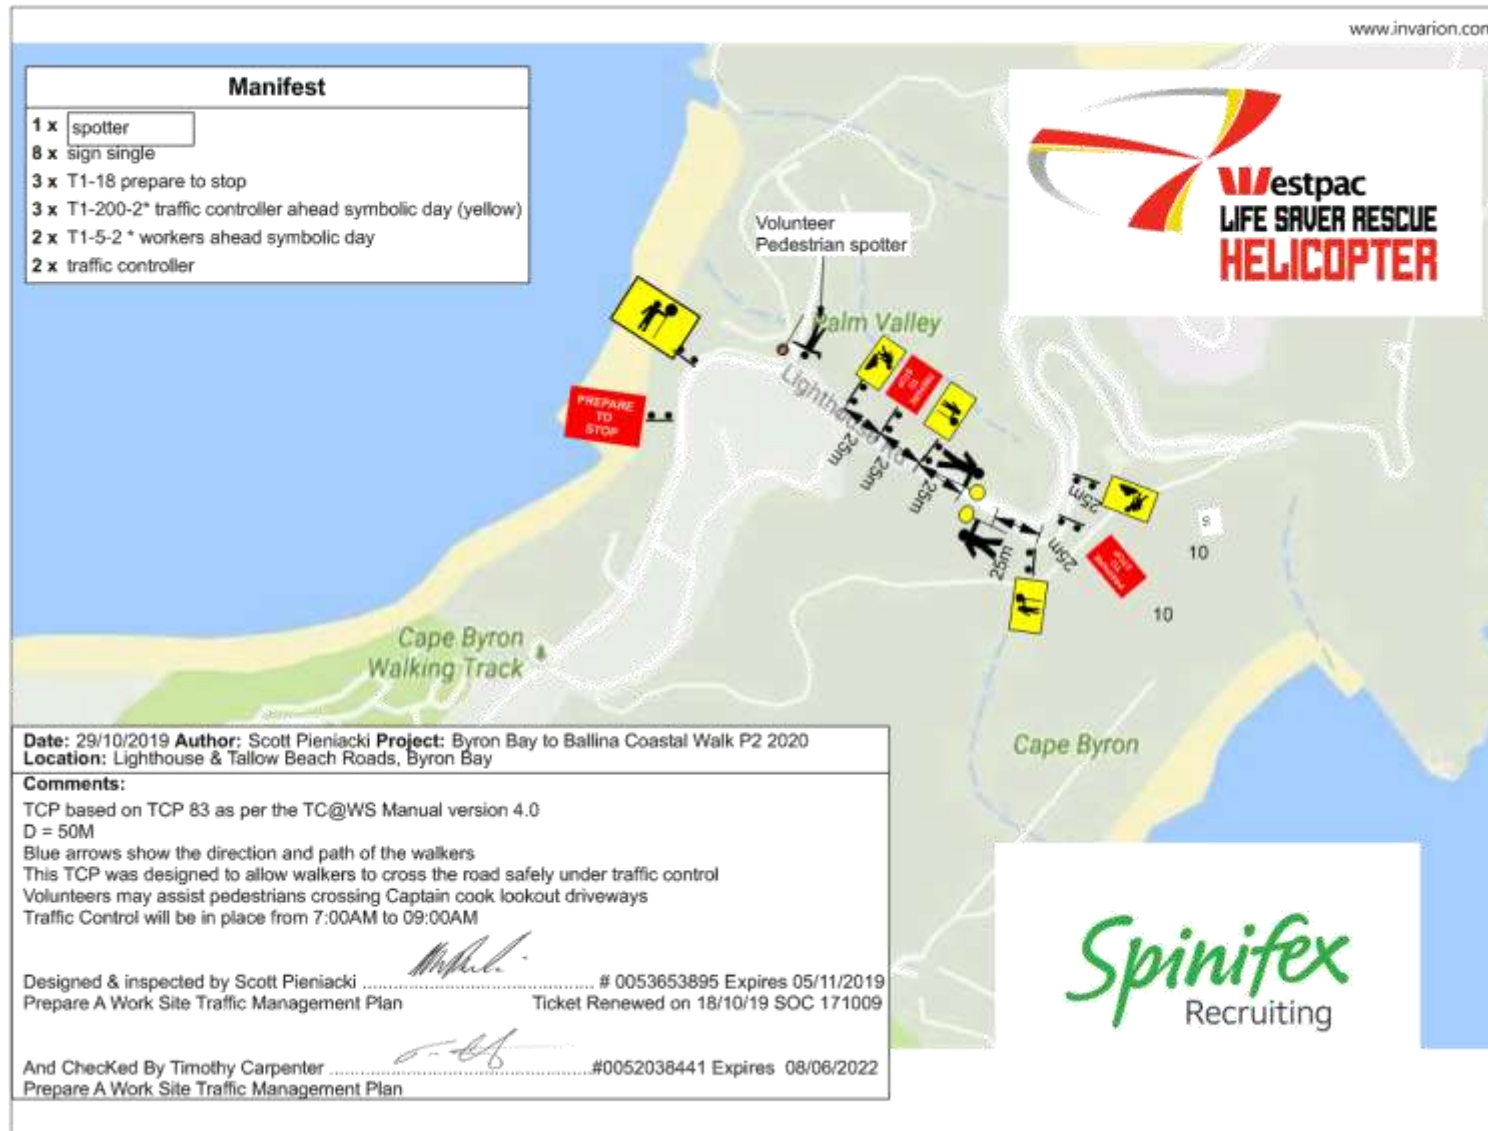 www.invarion.com
Manifest
1 x spotter
8 x sign single
3 x T1-18 prepare to stop
3 x T1-200-2* traffic controller ahead symbolic day (yellow)
2 x T1-5-2 * workers ahead symbolic day
2 x traffic controller
Westpac
LIFE SAVER RESCUE
HELICOPTER
Volunteer
Pedestrian spotter
Palm Valley
PREPARE
TO
STOP
PREPARE
TO
STOP
25m
25m
25m
25m
25m
25m
PREPARE
TO
STOP
S
10
10
Cape Byron
Walking Track
Cape Byron
Date: 29/10/2019 Author: Scott Pieniacki Project: Byron Bay to Ballina Coastal Walk P2 2020
Location: Lighthouse & Tallow Beach Roads, Byron Bay
Comments:
TCP based on TCP 83 as per the TC@WS Manual version 4.0
D = 50M
Blue arrows show the direction and path of the walkers
This TCP was designed to allow walkers to cross the road safely under traffic control
Volunteers may assist pedestrians crossing Captain cook lookout driveways
Traffic Control will be in place from 7:00AM to 09:00AM
Designed & inspected by Scott Pieniacki ................................................ # 0053653895 Expires 05/11/2019
Prepare A Work Site Traffic Management Plan Ticket Renewed on 18/10/19 SOC 171009
And ChecKed By Timothy Carpenter ......................................................#0052038441 Expires 08/06/2022
Prepare A Work Site Traffic Management Plan
Spinifex
Recruiting